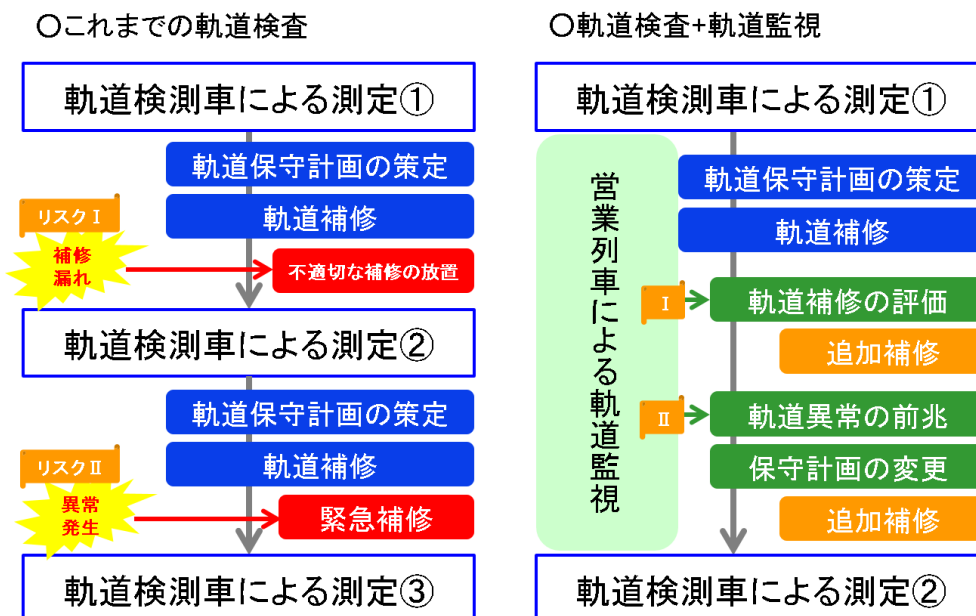 〇これまでの軌道検査
軌道検測車による測定①
軌道保守計画の策定
軌道補修
リスクⅠ
補修
漏れ
不適切な補修の放置
軌道検測車による測定②
軌道保守計画の策定
軌道補修
リスクⅡ
異常
発生
緊急補修
軌道検測車による測定③
〇軌道検査+軌道監視
軌道検測車による測定①
営業列車による軌道監視
軌道保守計画の策定
軌道補修
Ⅰ
軌道補修の評価
追加補修
Ⅱ
軌道異常の前兆
保守計画の変更
追加補修
軌道検測車による測定②